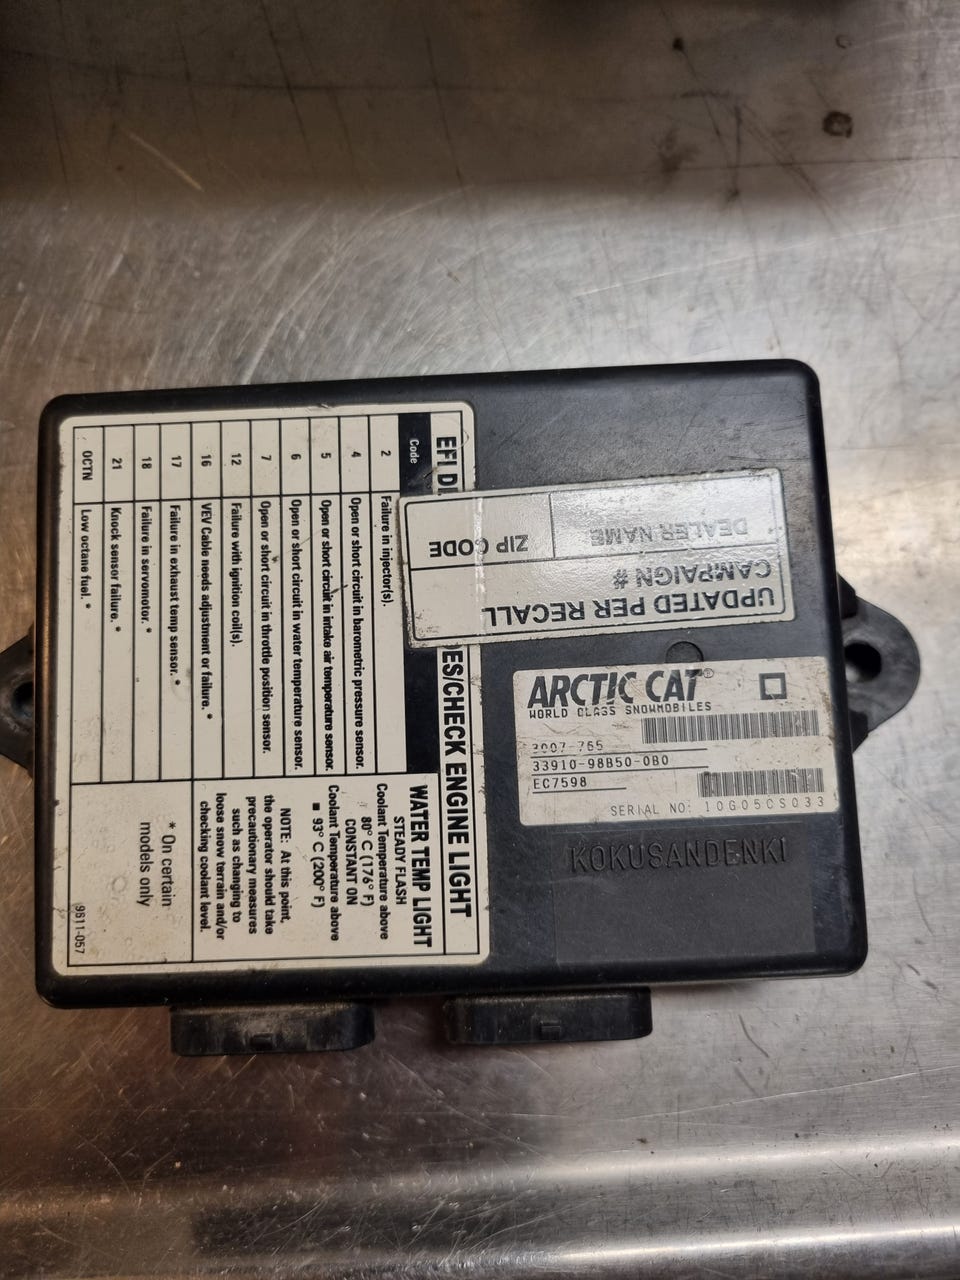 EFI DI
DES/CHECK ENGINE LIGHT
Code
2 Failure in injector(s).
4 Open or short circuit in barometric pressure sensor.
5 Open or short circuit in intake air temperature sensor.
6 Open or short circuit in water temperature sensor.
7 Open or short circuit in throttle position sensor.
12 Failure with ignition coil(s).
16 VEV Cable needs adjustment or failure. *
17 Failure in exhaust temp sensor. *
18 Failure in servomotor. *
21 Knock sensor failure. *
OCTN Low octane fuel. *
WATER TEMP LIGHT
STEADY FLASH
Coolant Temperature above
80° C (176° F)
CONSTANT ON
Coolant Temperature above
■ 93° C (200° F)
NOTE: At this point,
the operator should take
precautionary measures
such as changing to
loose snow terrain and/or
checking coolant level.
* On certain
models only
9811-057
UPDATED PER RECALL
CAMPAIGN #
DEALER NAME
ZIP CODE
ARCTIC CAT®
WORLD CLASS SNOWMOBILES
3007-765
33910-98B50-0B0
EC7598
SERIAL NO: 10G05CS033
KOKUSANDENKI